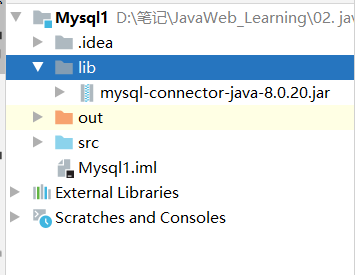 Mysql1 D:\笔记\JavaWeb_Learning\02. jav
.idea
lib
mysql-connector-java-8.0.20.jar
out
src
Mysql1.iml
External Libraries
Scratches and Consoles